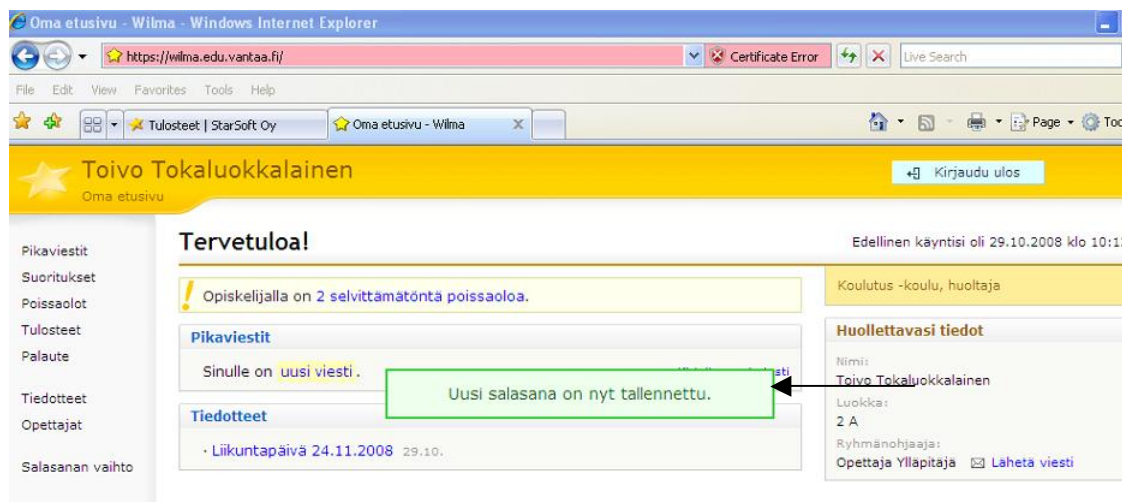 Oma etusivu - Wilma - Windows Internet Explorer
https://wilma.edu.vantaa.fi/ Certificate Error Live Search
File Edit View Favorites Tools Help
Tulosteet | StarSoft Oy Oma etusivu - Wilma X Page
Toivo Tokaluokkalainen
Oma etusivu
Kirjaudu ulos
Pikaviestit
Suoritukset
Poissaolot
Tulosteet
Palaute
Tiedotteet
Opettajat
Salasanan vaihto
Tervetuloa!
Edellinen käyntisi oli 29.10.2008 klo
Opiskelijalla on 2 selvittämätöntä poissaoloa.
Pikaviestit
Sinulle on uusi viesti.
Uusi salasana on nyt tallennettu.
Tiedotteet
· Liikuntapäivä 24.11.2008 29.10.
Koulutus -koulu, huoltaja
Huollettavasi tiedot
Nimi:
Toivo Tokaluokkalainen
Luokka:
2 A
Ryhmänohjaaja:
Opettaja Ylläpitäjä Lähetä viesti